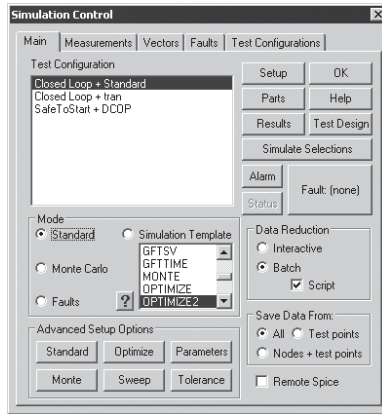 Simulation Control
Main Measurements Vectors Faults Test Configurations
Test Configuration
Closed Loop + Standard
Closed Loop + tran
SafeToStart + DCOP
Setup OK
Parts Help
Results Test Design
Simulate Selections
Alarm
Status
Fault: (none)
Mode
Standard
Simulation Template
Monte Carlo
Faults
?
GFTSV
GFTTIME
MONTE
OPTIMIZE
OPTIMIZE2
Data Reduction
Interactive
Batch
Script
Advanced Setup Options
Standard Optimize Parameters
Monte Sweep Tolerance
Save Data From:
All Test points
Nodes + test points
Remote Spice